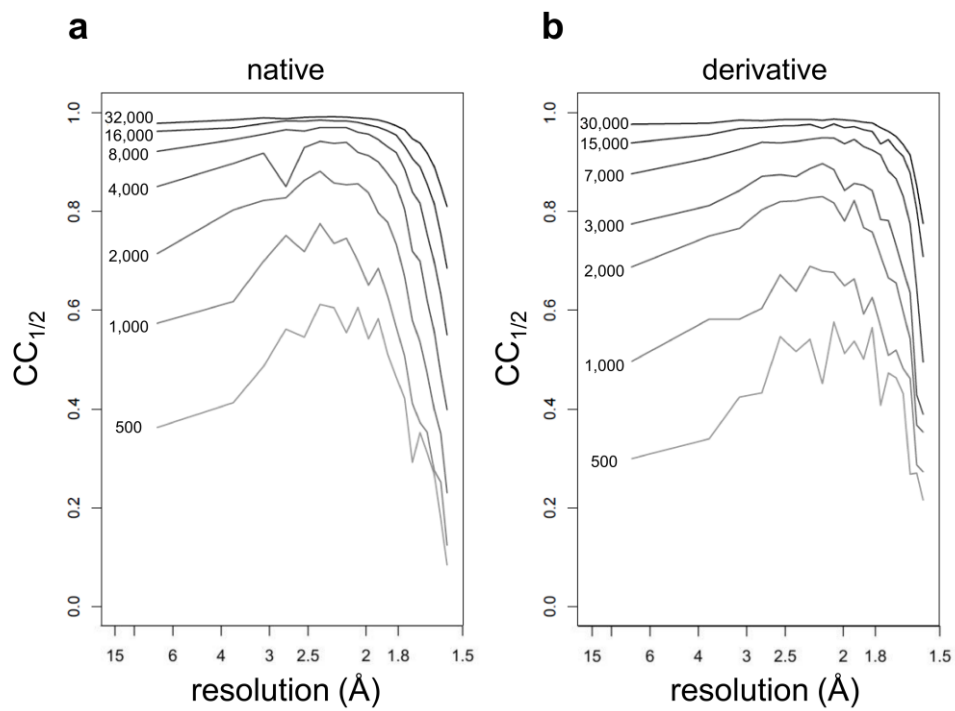 a
native
CC1/2
1.0
0.8
0.6
0.4
0.2
0.0
32,000
16,000
8,000
4,000
2,000
1,000
500
15 6 4 3 2.5 2 1.8 1.5
resolution (Å)
b
derivative
CC1/2
1.0
0.8
0.6
0.4
0.2
0.0
30,000
15,000
7,000
3,000
2,000
1,000
500
15 6 4 3 2.5 2 1.8 1.5
resolution (Å)